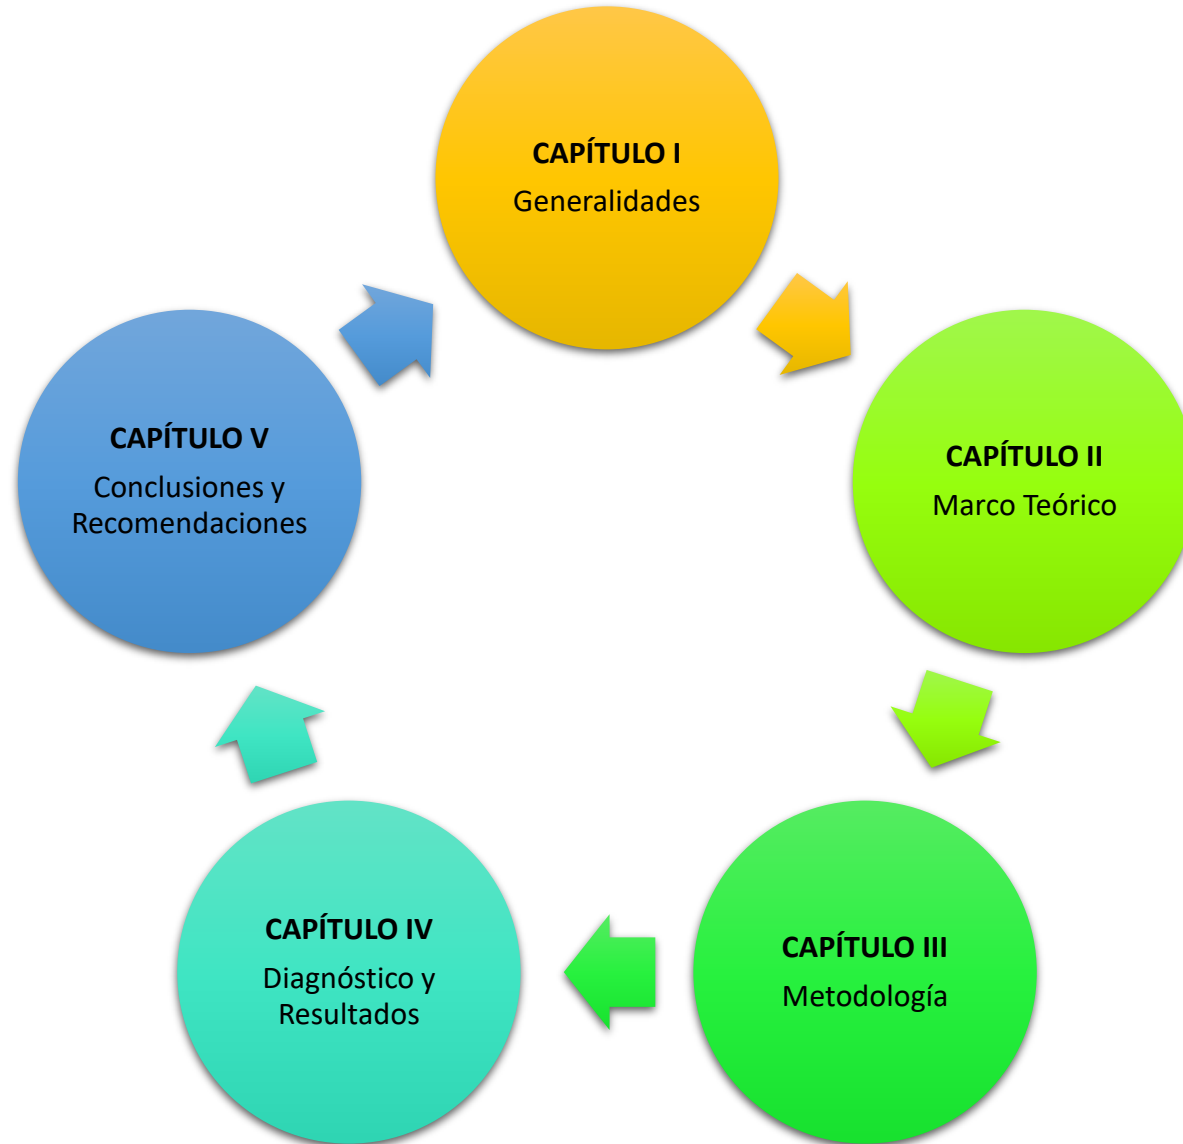 CAPÍTULO I
Generalidades
CAPÍTULO II
Marco Teórico
CAPÍTULO III
Metodología
CAPÍTULO IV
Diagnóstico y
Resultados
CAPÍTULO V
Conclusiones y
Recomendaciones